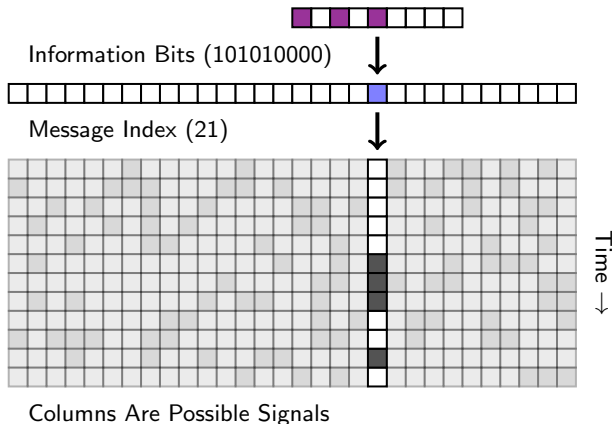 Information Bits (101010000)
Message Index (21)
Time →
Columns Are Possible Signals